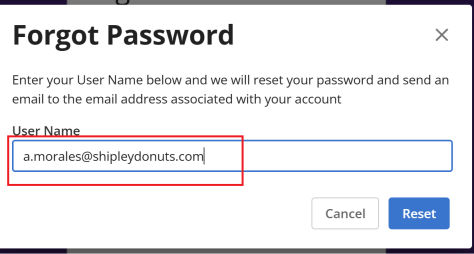 Forgot Password
Enter your User Name below and we will reset your password and send an
email to the email address associated with your account
User Name
a.morales@shipleydonuts.com
Cancel
Reset